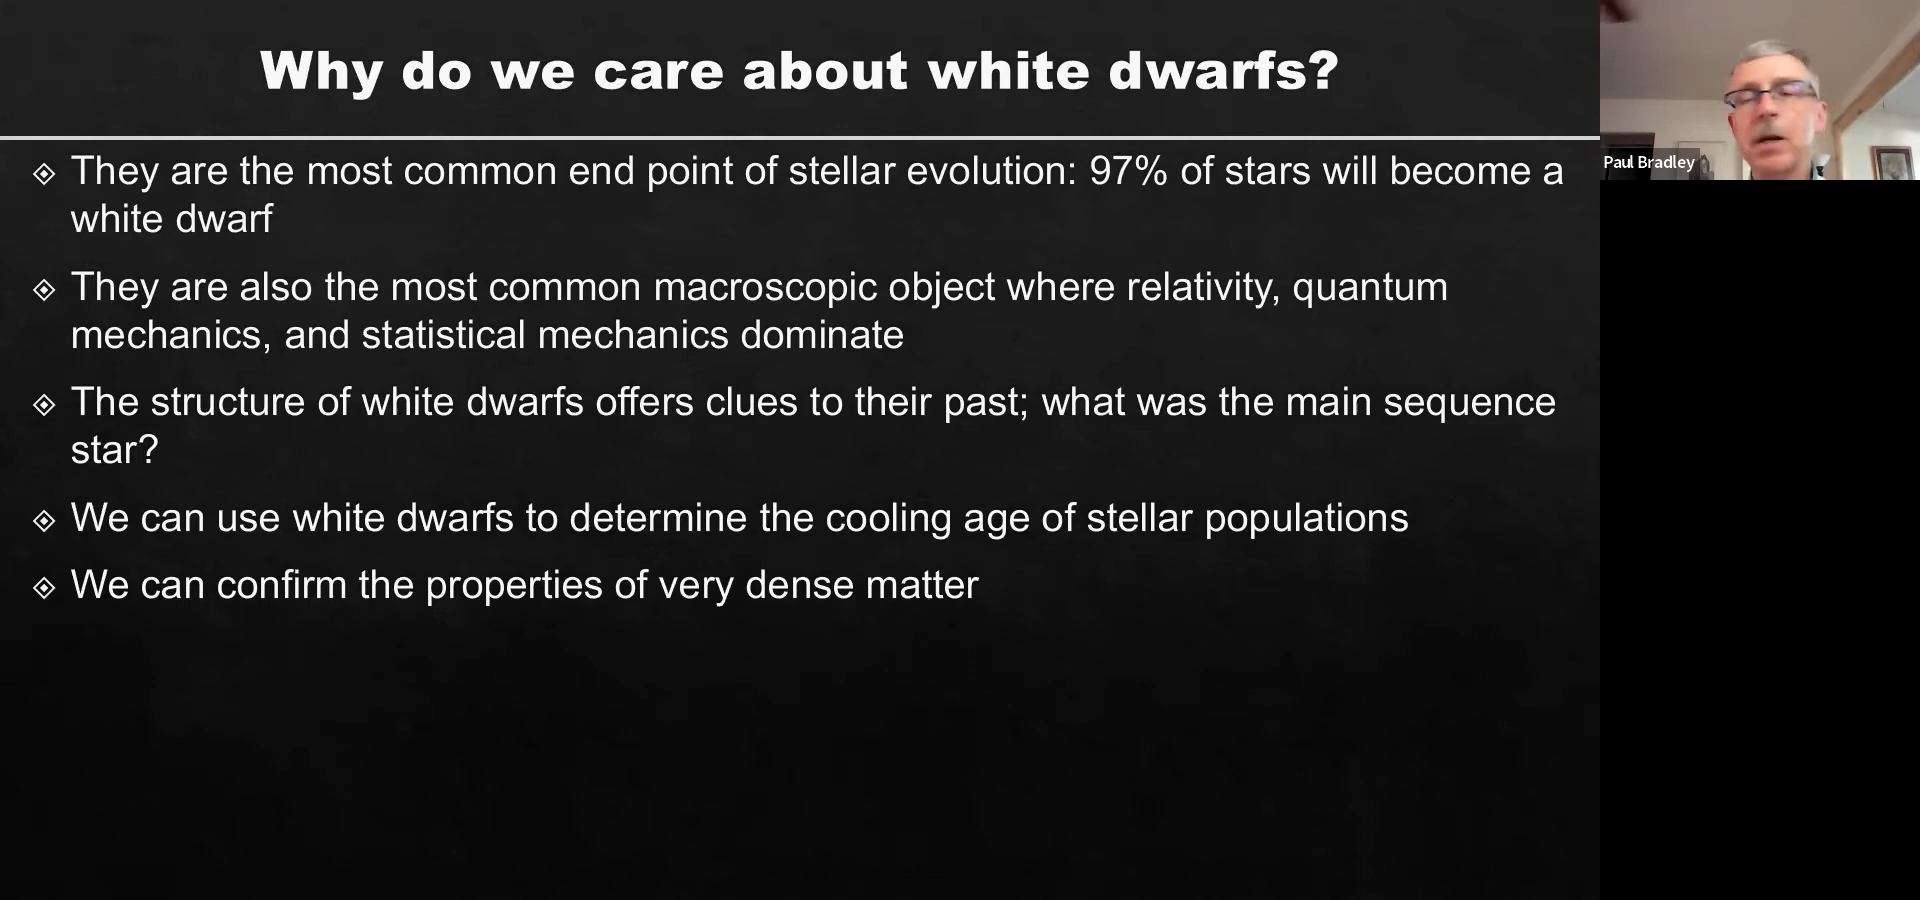 Why do we care about white dwarfs?
They are the most common end point of stellar evolution: 97% of stars will become a
white dwarf
They are also the most common macroscopic object where relativity, quantum
mechanics, and statistical mechanics dominate
The structure of white dwarfs offers clues to their past; what was the main sequence
star?
We can use white dwarfs to determine the cooling age of stellar populations
We can confirm the properties of very dense matter
Paul Bradley